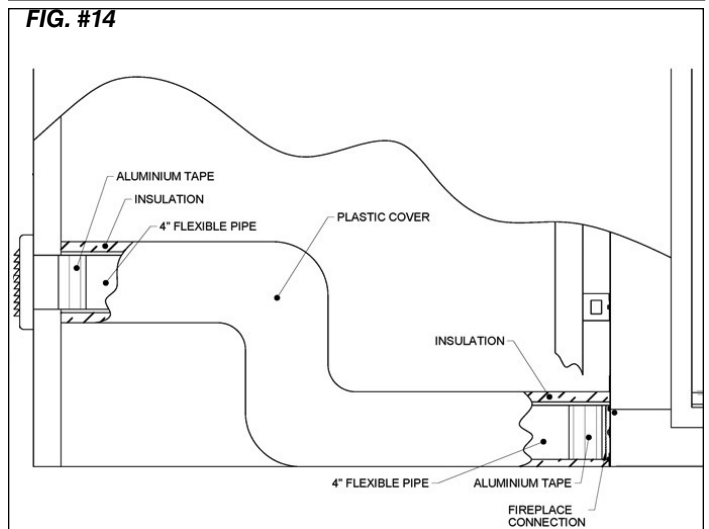 FIG. #14
ALUMINIUM TAPE
INSULATION
4" FLEXIBLE PIPE
PLASTIC COVER
INSULATION
4" FLEXIBLE PIPE
ALUMINIUM TAPE
FIREPLACE
CONNECTION